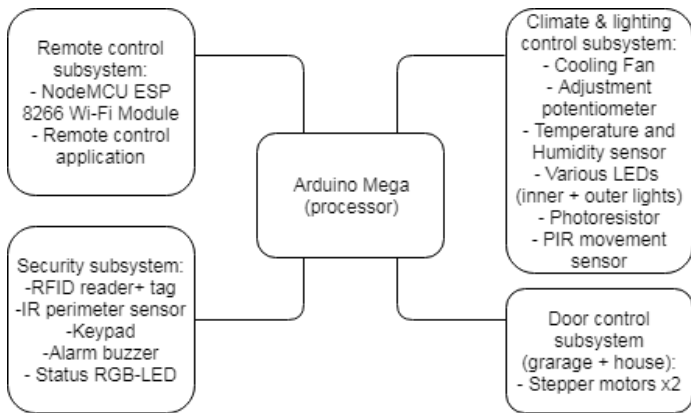 Remote control
subsystem:
- NodeMCU ESP
8266 Wi-Fi Module
- Remote control
application
Climate & lighting
control subsystem:
- Cooling Fan
- Adjustment
potentiometer
- Temperature and
Humidity sensor
- Various LEDs
(inner + outer lights)
- Photoresistor
- PIR movement
sensor
Arduino Mega
(processor)
Security subsystem:
-RFID reader+ tag
-IR perimeter sensor
-Keypad
-Alarm buzzer
- Status RGB-LED
Door control
subsystem
(grarage + house):
- Stepper motors x2